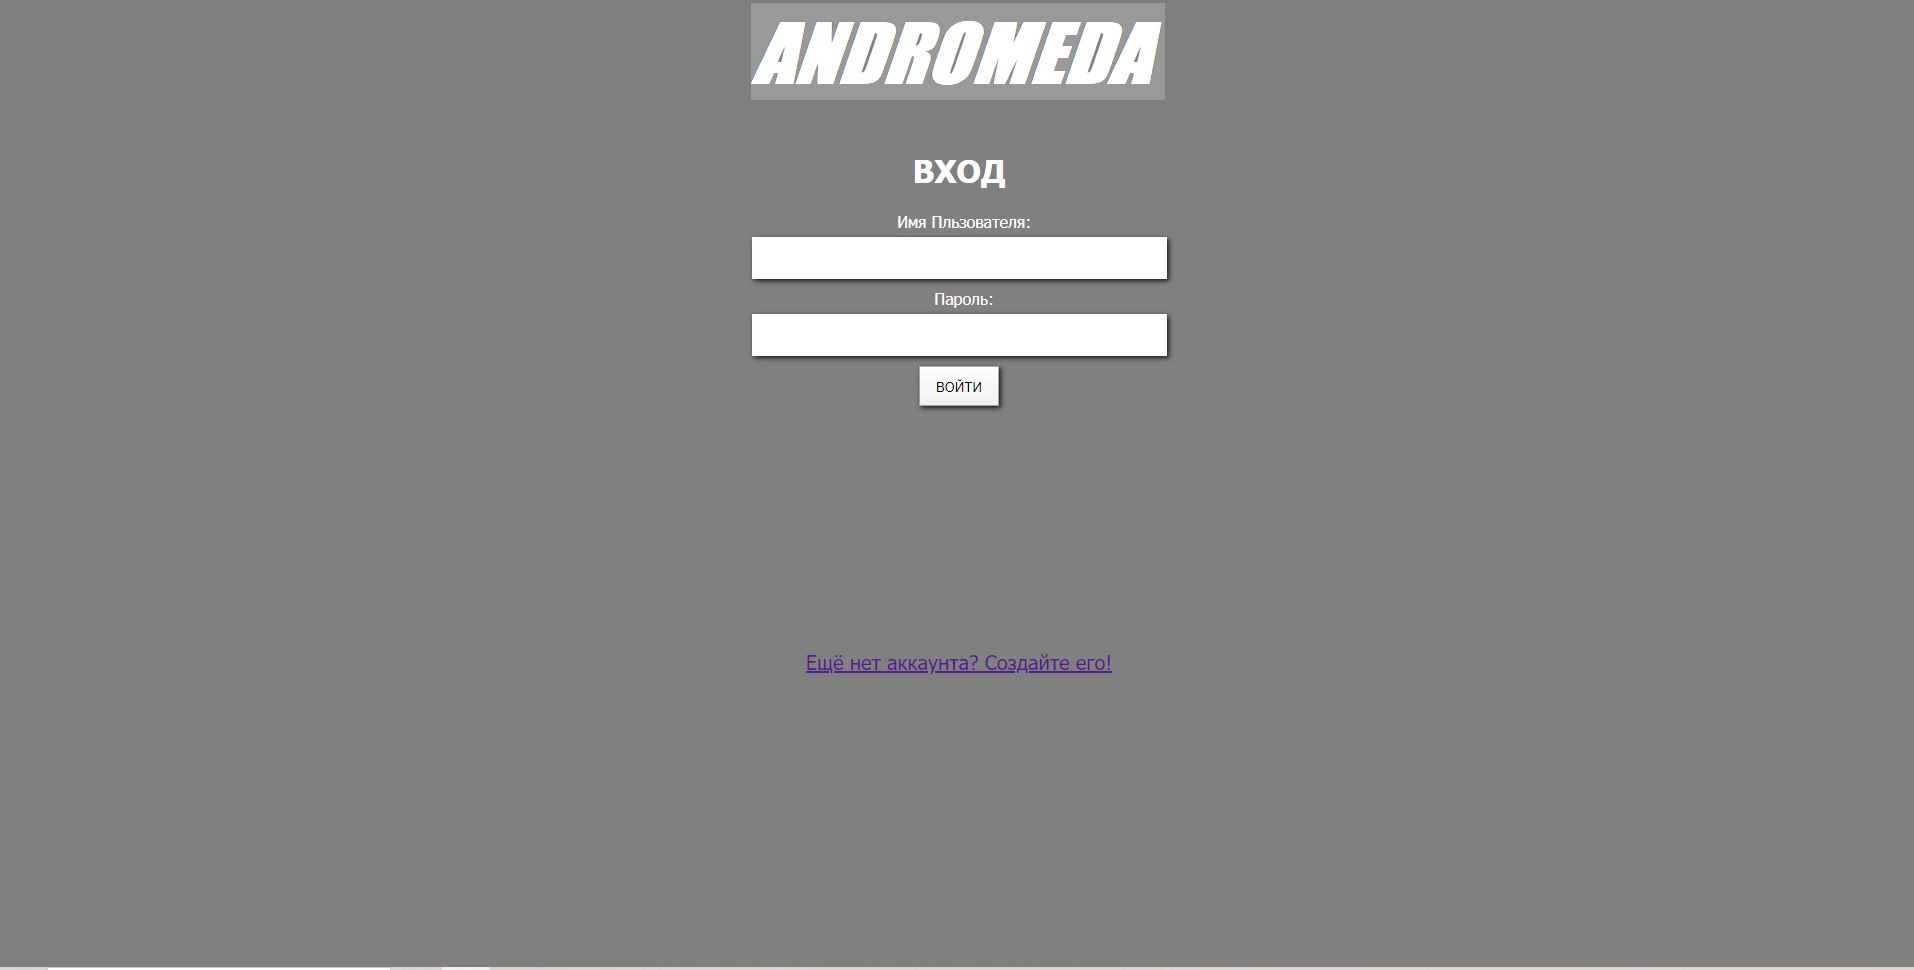 ANDROMEDA
ВХОД
Имя Пльзователя:
Пароль:
ВОЙТИ
Ещё нет аккаунта? Создайте его!